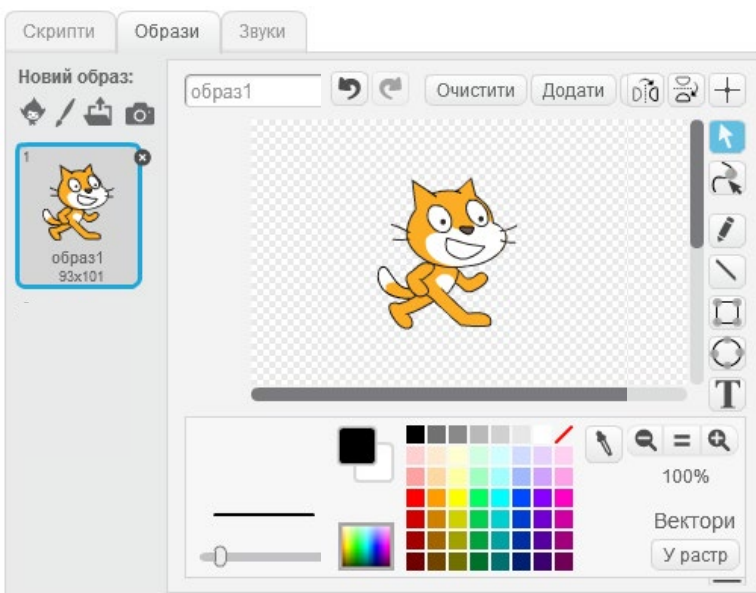 Скрипти Образи Звуки
Новий образ:
образ1 Очистити Додати
1
образ1
93x101
T
100%
Вектори
У растр